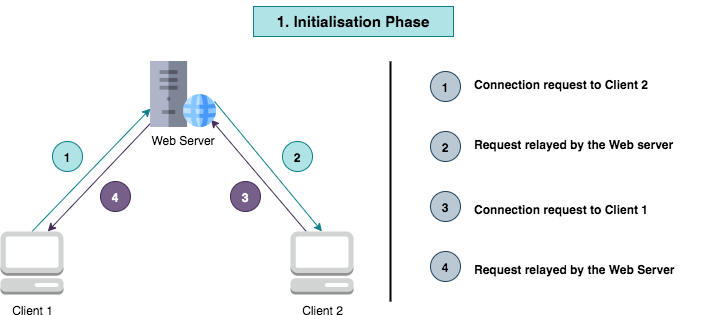 1. Initialisation Phase
Web Server
1
2
4
3
Client 1
Client 2
1 Connection request to Client 2
2 Request relayed by the Web server
3 Connection request to Client 1
4 Request relayed by the Web Server